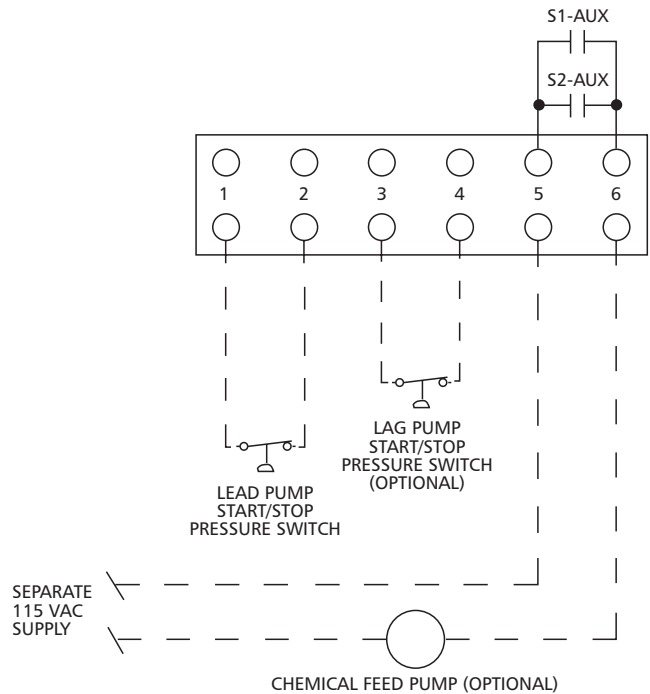 S1-AUX
S2-AUX
1 2 3 4 5 6
LAG PUMP
START/STOP
PRESSURE SWITCH
(OPTIONAL)
LEAD PUMP
START/STOP
PRESSURE SWITCH
SEPARATE
115 VAC
SUPPLY
CHEMICAL FEED PUMP (OPTIONAL)